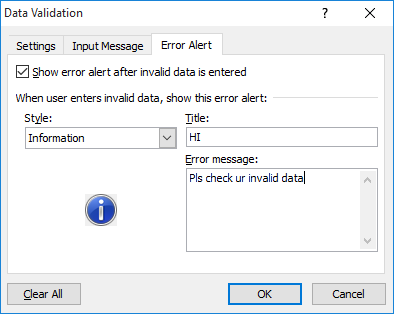 Data Validation
? ×
Settings Input Message Error Alert
Show error alert after invalid data is entered
When user enters invalid data, show this error alert:
Style: Title:
Information HI
Error message:
Pls check ur invalid data
i
Clear All OK Cancel